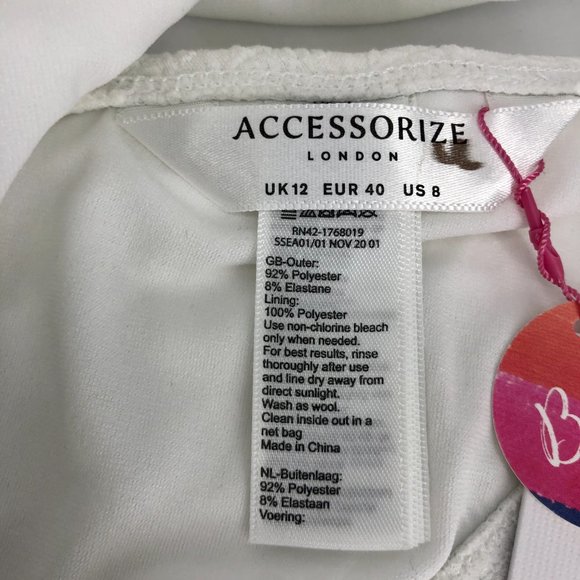 ACCESSORIZE
LONDON
UK12 EUR 40 US 8
RN42-1768019
SSEA01/01 NOV 20 01
GB-Outer:
92% Polyester
8% Elastane
Lining:
100% Polyester
Use non-chlorine bleach
only when needed.
For best results, rinse
thoroughly after use
and line dry away from
direct sunlight.
Wash as wool.
Clean inside out in a
net bag
Made in China
NL-Buitenlaag:
92% Polyester
8% Elastaan
Voering:
B